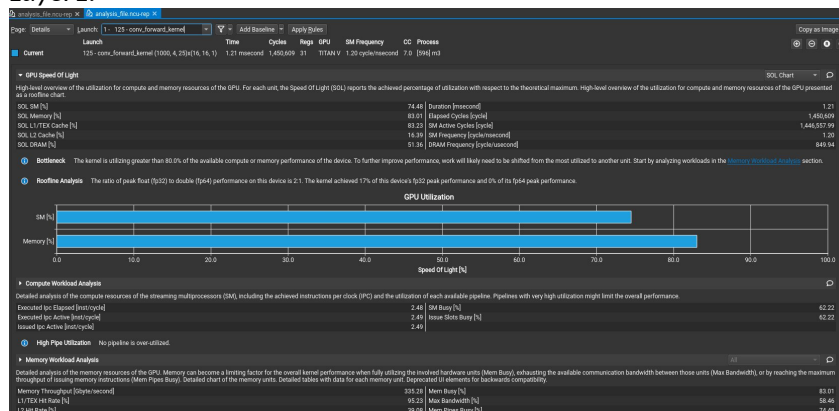 Layer 1:
analysis_file.ncu-rep × analysis_file.ncu-rep ×
Page: Details Launch: 1 - 125 - conv_forward_kernel Add Baseline Apply Rules Copy as Image
Launch Time Cycles Regs GPU SM Frequency CC Process
Current 125 - conv_forward_kernel (1000, 4, 25)x(16, 16, 1) 1.21 msecond 1,450,609 31 TITAN V 1.20 cycle/nsecond 7.0 [596] m3
GPU Speed Of Light SOL Chart
High-level overview of the utilization for compute and memory resources of the GPU. For each unit, the Speed Of Light (SOL) reports the achieved percentage of utilization with respect to the theoretical maximum. High-level overview of the utilization for compute and memory resources of the GPU presented
as a roofline chart.
SOL SM [%] 74.48 Duration [msecond] 1.21
SOL Memory [%] 83.01 Elapsed Cycles [cycle] 1,450,609
SOL L1/TEX Cache [%] 83.23 SM Active Cycles [cycle] 1,446,557.99
SOL L2 Cache [%] 16.39 SM Frequency [cycle/nsecond] 1.20
SOL DRAM [%] 51.36 DRAM Frequency [cycle/usecond] 849.94
Bottleneck The kernel is utilizing greater than 80.0% of the available compute or memory performance of the device. To further improve performance, work will likely need to be shifted from the most utilized to another unit. Start by analyzing workloads in the Memory Workload Analysis section.
Roofline Analysis The ratio of peak float (fp32) to double (fp64) performance on this device is 2:1. The kernel achieved 17% of this device's fp32 peak performance and 0% of its fp64 peak performance.
GPU Utilization
SM [%]
Memory [%]
0.0 10.0 20.0 30.0 40.0 50.0 60.0 70.0 80.0 90.0 100.0
Speed Of Light [%]
Compute Workload Analysis
Detailed analysis of the compute resources of the streaming multiprocessors (SM), including the achieved instructions per clock (IPC) and the utilization of each available pipeline. Pipelines with very high utilization might limit the overall performance.
Executed Ipc Elapsed [inst/cycle] 2.48 SM Busy [%] 62.22
Executed Ipc Active [inst/cycle] 2.49 Issue Slots Busy [%] 62.22
Issued Ipc Active [inst/cycle] 2.49
High Pipe Utilization No pipeline is over-utilized.
Memory Workload Analysis All
Detailed analysis of the memory resources of the GPU. Memory can become a limiting factor for the overall kernel performance when fully utilizing the involved hardware units (Mem Busy), exhausting the available communication bandwidth between those units (Max Bandwidth), or by reaching the maximum
throughput of issuing memory instructions (Mem Pipes Busy). Detailed chart of the memory units. Detailed tables with data for each memory unit. Deprecated UI elements for backwards compatibility.
Memory Throughput [Gbyte/second] 335.28 Mem Busy [%] 83.01
L1/TEX Hit Rate [%] 95.23 Max Bandwidth [%] 58.46
L2 Hit Rate [%] 39.08 Mem Pipes Busy [%] 74.48